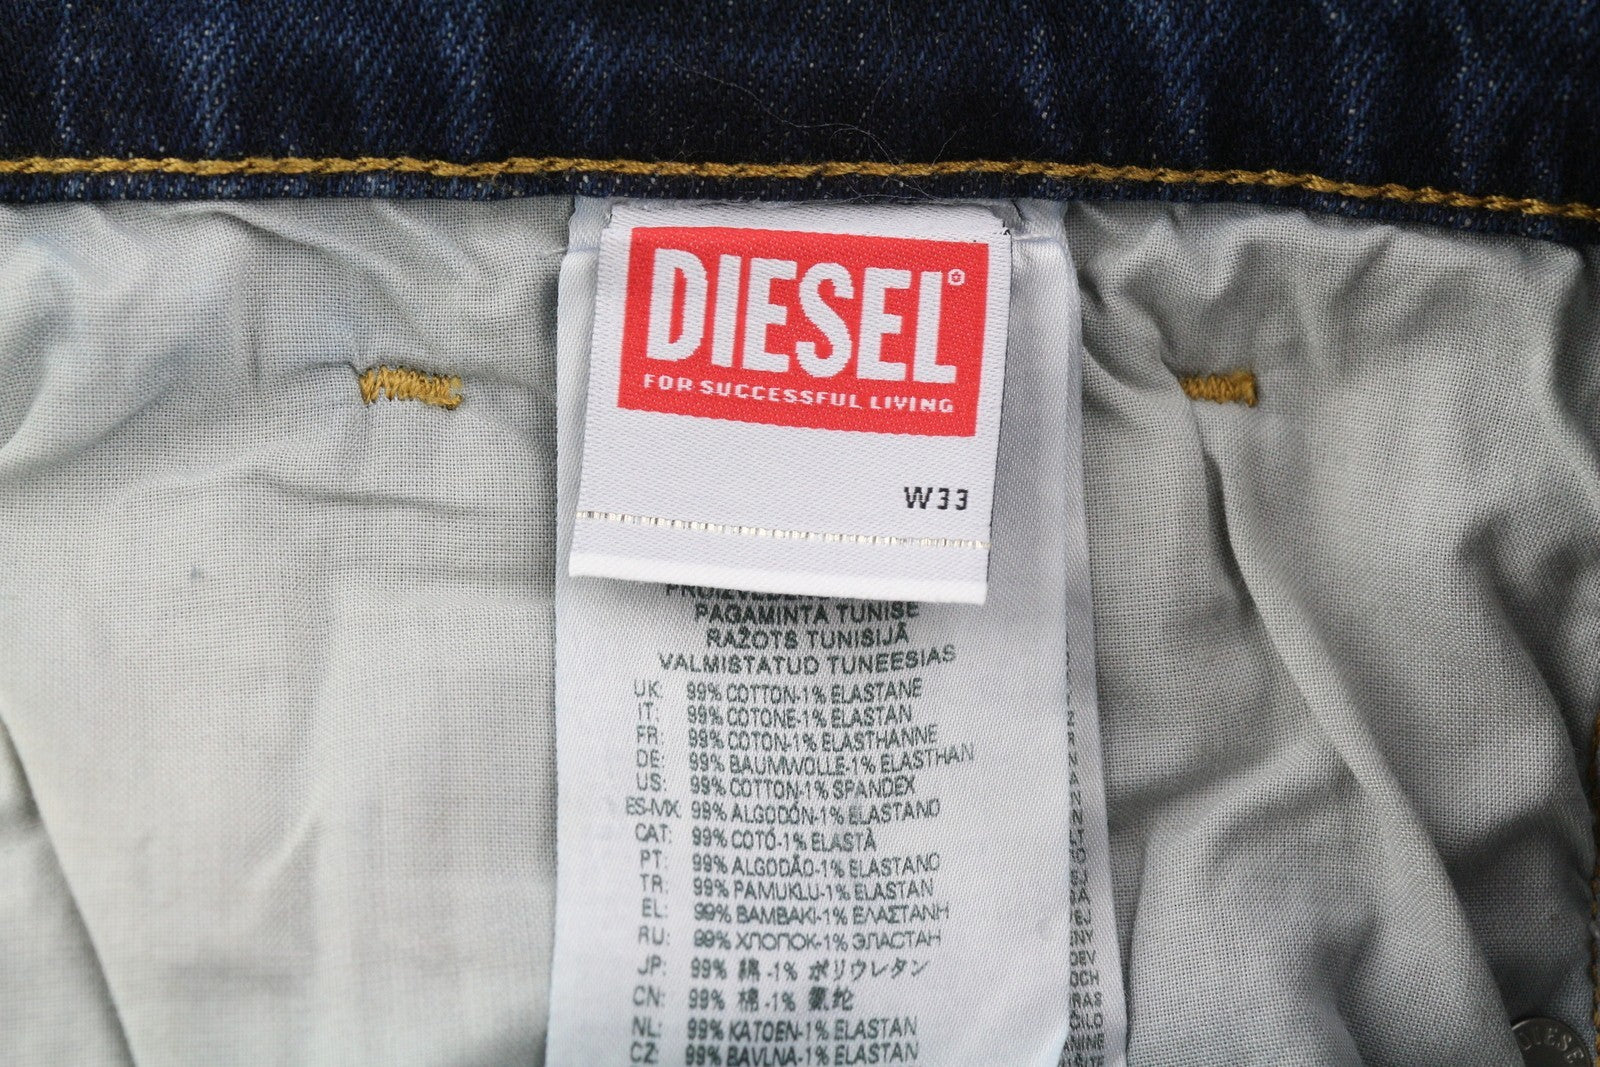 DIESEL®
FOR SUCCESSFUL LIVING
W33
PAGAMINTA TUNISE
RAŽOTS TUNISIJĀ
VALMISTATUD TUNEESIAS
UK: 99% COTTON-1% ELASTANE
IT: 99% COTONE-1% ELASTAN
FR: 99% COTON-1% ELASTHANNE
DE: 99% BAUMWOLLE-1% ELASTHAN
US: 99% COTTON-1% SPANDEX
ES-MX: 99% ALGODÓN-1% ELASTANO
CAT: 99% COTÓ-1% ELASTÀ
PT: 99% ALGODÃO-1% ELASTANO
TR: 99% PAMUKLU-1% ELASTAN
EL: 99% ΒΑΜΒΑΚΙ-1% ΕΛΑΣΤΑΝΗ
RU: 99% ХЛОПОК-1% ЭЛАСТАН
JP: 99% 綿 -1% ポリウレタン
CN: 99% 棉 -1% 氨纶
NL: 99% KATOEN-1% ELASTAN
CZ: 99% BAVLNA-1% ELASTAN